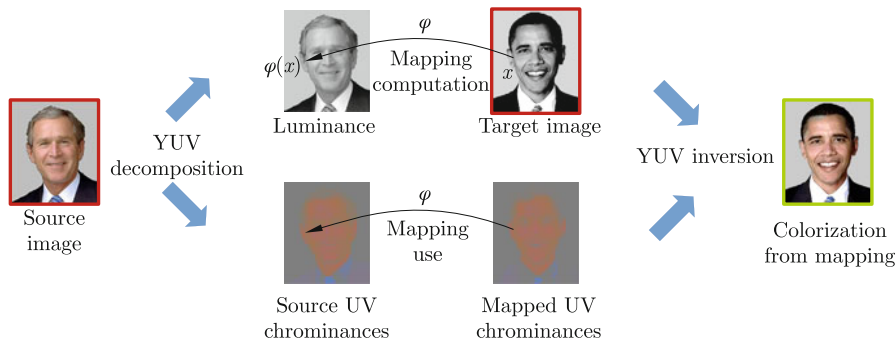 φ
φ(x)
Mapping
computation
x
Luminance
Target image
YUV
decomposition
YUV inversion
Source
image
φ
Mapping
use
Colorization
from mapping
Source UV
chrominances
Mapped UV
chrominances